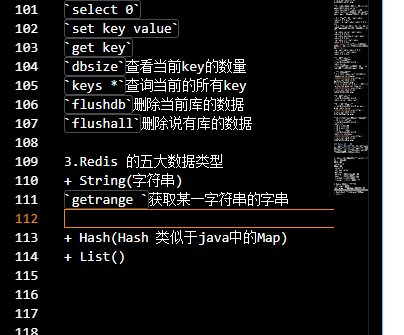 101 `select 0`
102 `set key value`
103 `get key`
104 `dbsize`查看当前key的数量
105 `keys *`查询当前的所有key
106 `flushdb`删除当前库的数据
107 `flushall`删除说有库的数据
108
109 3.Redis 的五大数据类型
110 + String(字符串)
111 `getrange `获取某一字符串的字串
112
113 + Hash(Hash 类似于java中的Map)
114 + List()
115
116
117
118